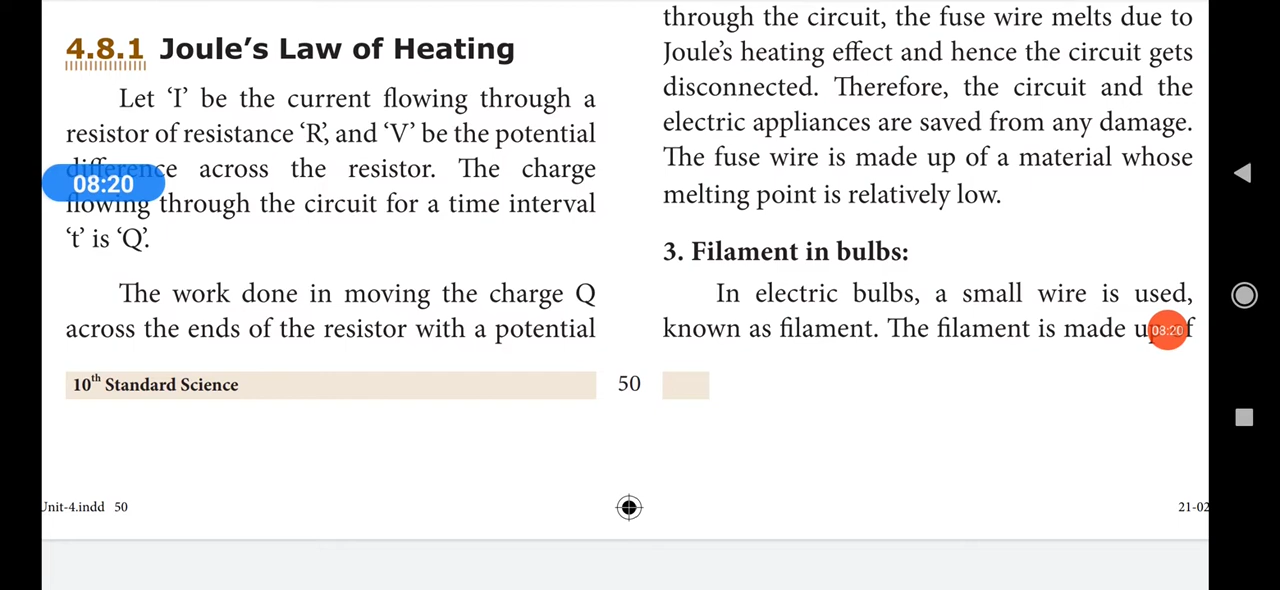 4.8.1 Joule's Law of Heating
Let 'I' be the current flowing through a
resistor of resistance 'R', and 'V' be the potential
difference across the resistor. The charge
flowing through the circuit for a time interval
't' is 'Q'.
The work done in moving the charge Q
across the ends of the resistor with a potential
10th Standard Science
50
through the circuit, the fuse wire melts due to
Joule's heating effect and hence the circuit gets
disconnected. Therefore, the circuit and the
electric appliances are saved from any damage.
The fuse wire is made up of a material whose
melting point is relatively low.
3. Filament in bulbs:
In electric bulbs, a small wire is used,
known as filament. The filament is made up of
08:20
08:20
Unit-4.indd 50
21-02